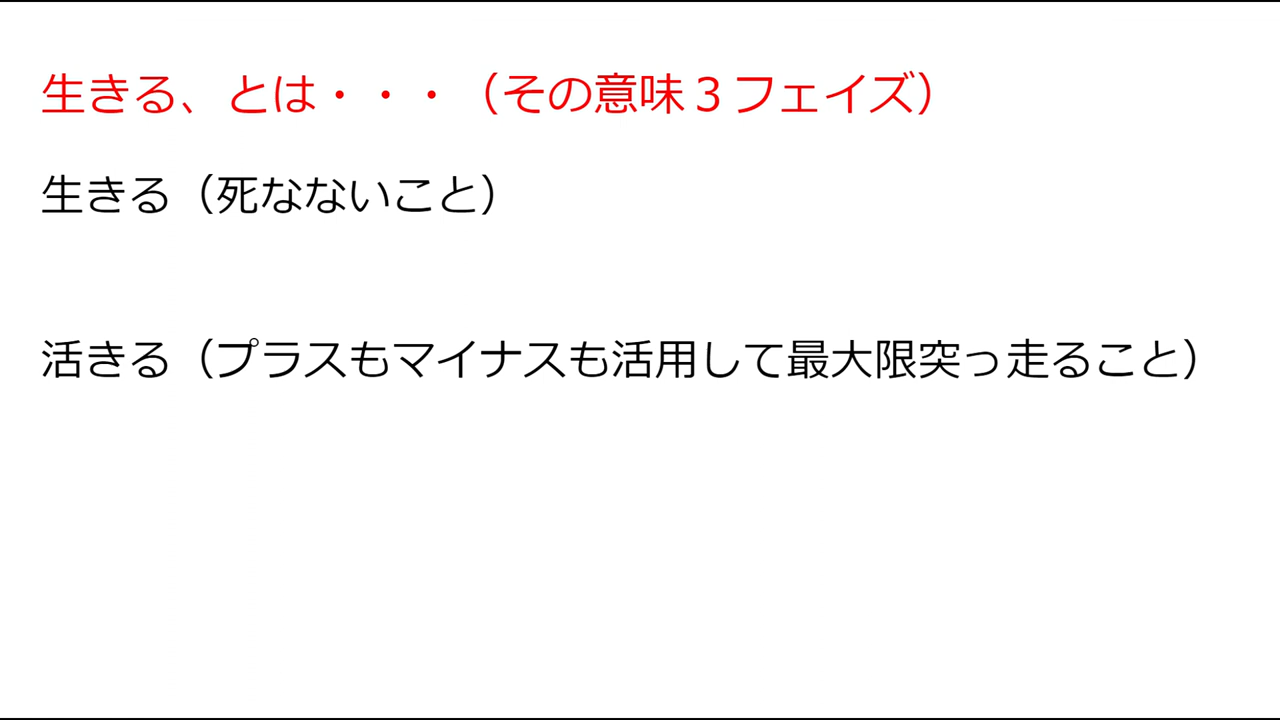 生きる、とは・・・（その意味３フェイズ）
生きる（死なないこと）
活きる（プラスもマイナスも活用して最大限突っ走ること）